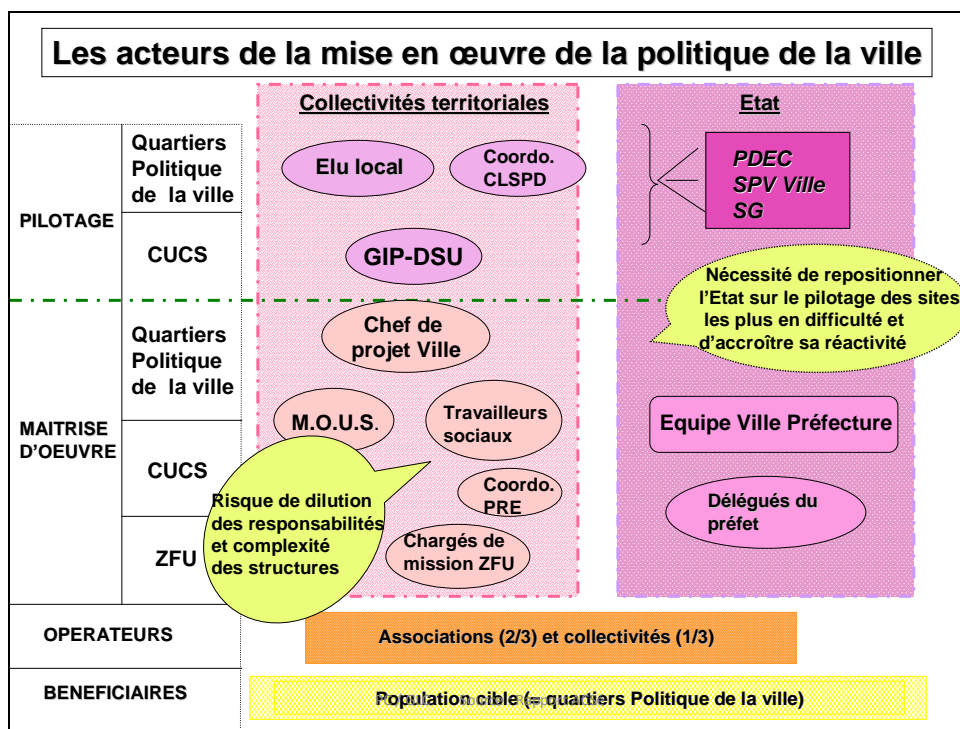 Les acteurs de la mise en œuvre de la politique de la ville
Collectivités territoriales
Etat
PILOTAGE
Quartiers
Politique
de la ville
Elu local
Coordo.
CLSPD
PDEC
SPV Ville
SG
CUCS
GIP-DSU
Nécessité de repositionner
l'Etat sur le pilotage des sites
les plus en difficulté et
d'accroître sa réactivité
MAITRISE
D'OEUVRE
Quartiers
Politique
de la ville
Chef de
projet Ville
M.O.U.S.
Travailleurs
sociaux
Equipe Ville Préfecture
CUCS
Risque de dilution
des responsabilités
et complexité
des structures
Coordo.
PRE
Délégués du
préfet
ZFU
Chargés de
mission ZFU
OPERATEURS
Associations (2/3) et collectivités (1/3)
BENEFICIAIRES
Population cible (= quartiers Politique de la ville)
Source Rapport